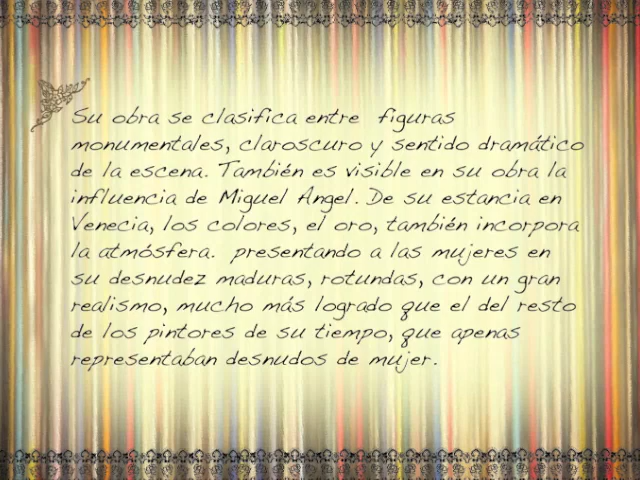 Su obra se clasifica entre figuras
monumentales, claroscuro y sentido dramático
de la escena. También es visible en su obra la
influencia de Miguel Angel. De su estancia en
Venecia, los colores, el oro, también incorpora
la atmósfera. presentando a las mujeres en
su desnudez maduras, rotundas, con un gran
realismo, mucho más logrado que el del resto
de los pintores de su tiempo, que apenas
representaban desnudos de mujer.